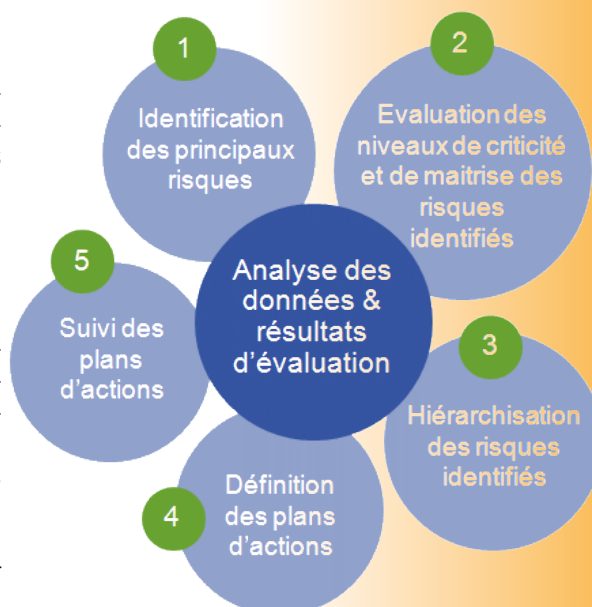 1
Identification
des principaux
risques
2
Evaluation des
niveaux de criticité
et de maitrise des
risques
identifiés
Analyse des
données &
résultats
d'évaluation
3
Hiérarchisation
des risques
identifiés
4
Définition
des plans
d'actions
5
Suivi des
plans
d'actions